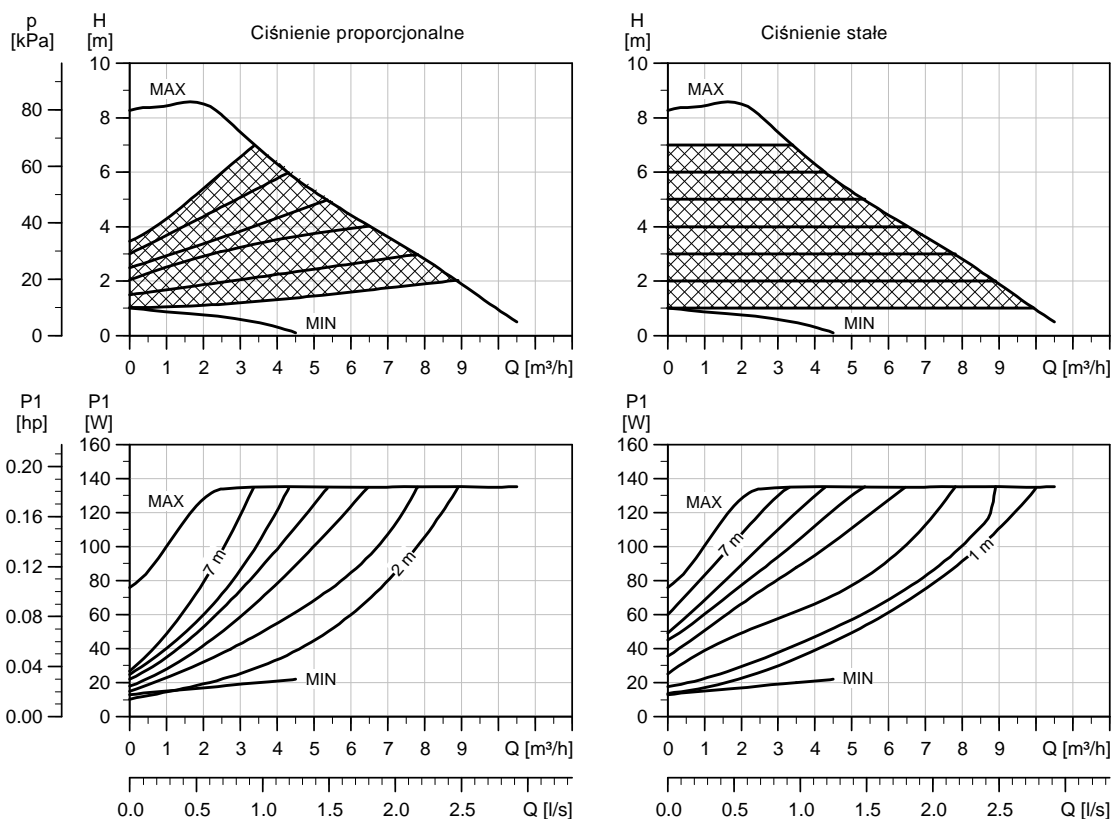 p
[kPa]
H
[m]
Ciśnienie proporcjonalne
H
[m]
Ciśnienie stałe
10
8
6
4
2
0
80
60
40
20
0
MAX
MIN
0 1 2 3 4 5 6 7 8 9 Q [m³/h]
10
8
6
4
2
0
MAX
MIN
0 1 2 3 4 5 6 7 8 9 Q [m³/h]
P1
[hp]
P1
[W]
P1
[W]
0.20
0.16
0.12
0.08
0.04
0.00
160
140
120
100
80
60
40
20
0
MAX
7 m
2 m
MIN
0 1 2 3 4 5 6 7 8 9 Q [m³/h]
0.0 0.5 1.0 1.5 2.0 2.5 Q [l/s]
160
140
120
100
80
60
40
20
0
MAX
7 m
1 m
MIN
0 1 2 3 4 5 6 7 8 9 Q [m³/h]
0.0 0.5 1.0 1.5 2.0 2.5 Q [l/s]